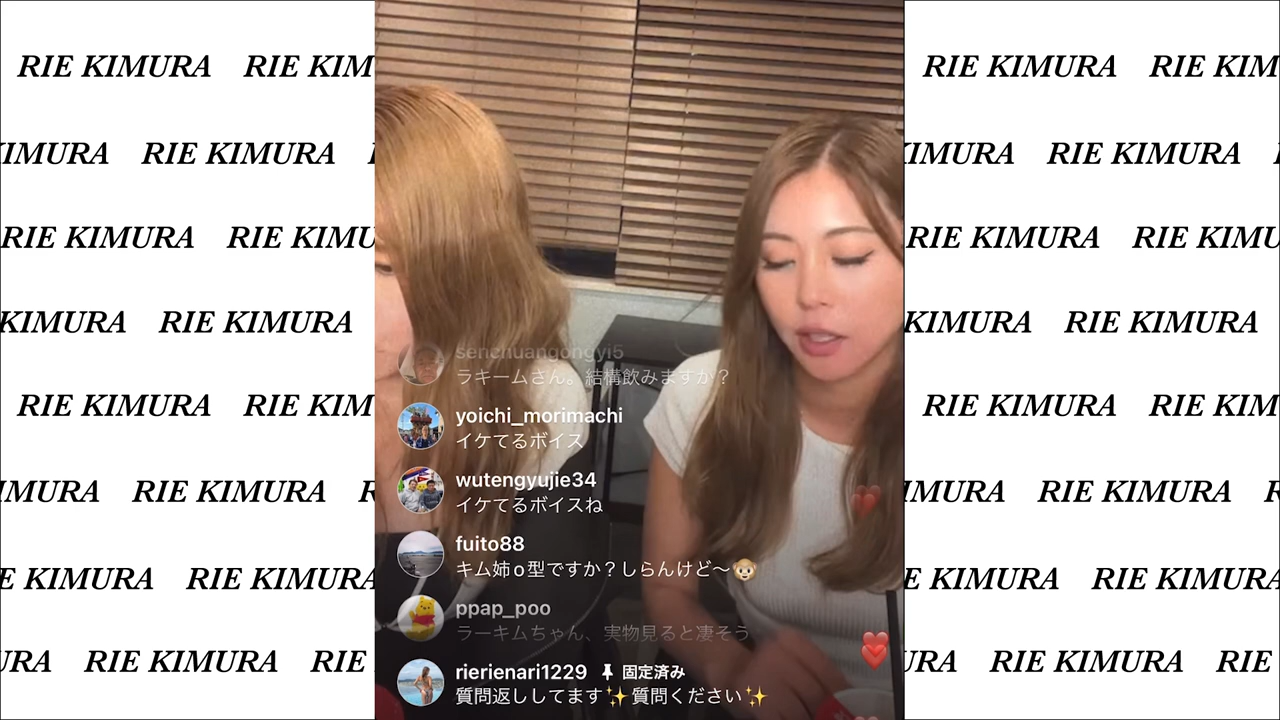 RIE KIMURA RIE KIM
IMURA RIE KIMURA
RIE KIMURA RIE KIMU
KIMURA RIE KIMURA
RIE KIMURA RIE KIM
IMURA RIE KIMURA R
E KIMURA RIE KIMURA
URA RIE KIMURA RIE
senchuangongyi5
ラキームさん。結構飲みますか？
yoichi_morimachi
イケてるボイス
wutengyujie34
イケてるボイスね
fuito88
キム姉o型ですか？しらんけど〜🐵
ppap_poo
ラーキムちゃん、実物見ると凄そう
rierienari1229 固定済み
質問返ししてます✨質問ください✨
RIE KIMURA RIE KIM
IMURA RIE KIMURA
RIE KIMURA RIE KIMU
KIMURA RIE KIMURA
RIE KIMURA RIE KIM
IMURA RIE KIMURA R
E KIMURA RIE KIMURA
URA RIE KIMURA RIE